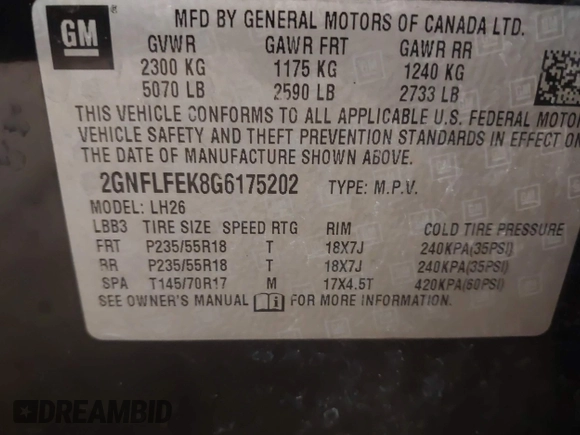 GM
MFD BY GENERAL MOTORS OF CANADA LTD.
GVWR GAWR FRT GAWR RR
2300 KG 1175 KG 1240 KG
5070 LB 2590 LB 2733 LB
THIS VEHICLE CONFORMS TO ALL APPLICABLE U.S. FEDERAL MOTOR
VEHICLE SAFETY AND THEFT PREVENTION STANDARDS IN EFFECT ON
THE DATE OF MANUFACTURE SHOWN ABOVE.
2GNFLFEK8G6175202 TYPE: M.P.V.
MODEL: LH26
LBB3 TIRE SIZE SPEED RTG RIM COLD TIRE PRESSURE
FRT P235/55R18 T 18X7J 240KPA(35PSI)
RR P235/55R18 T 18X7J 240KPA(35PSI)
SPA T145/70R17 M 17X4.5T 420KPA(60PSI)
SEE OWNER'S MANUAL FOR MORE INFORMATION.
DREAMBID